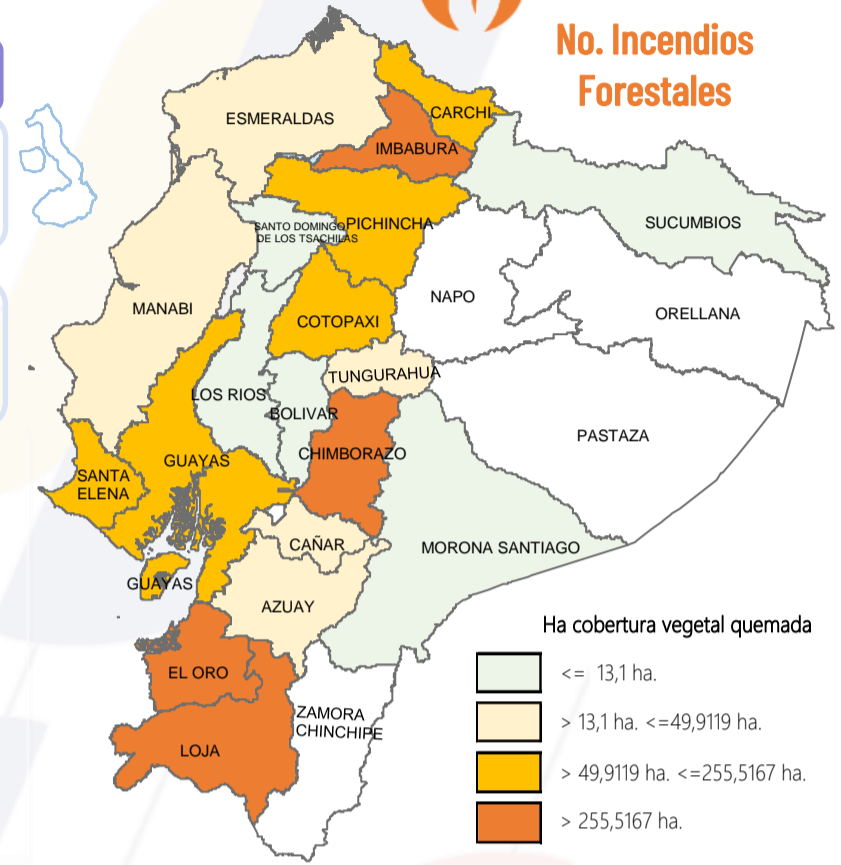 No. Incendios
Forestales
ESMERALDAS
CARCHI
IMBABURA
SANTO DOMINGO
DE LOS TSACHILAS
PICHINCHA
SUCUMBIOS
MANABI
NAPO
ORELLANA
COTOPAXI
TUNGURAHUA
LOS RIOS
BOLIVAR
PASTAZA
CHIMBORAZO
GUAYAS
SANTA
ELENA
CAÑAR
MORONA SANTIAGO
GUAYAS
AZUAY
EL ORO
ZAMORA
CHINCHIPE
LOJA
Ha cobertura vegetal quemada
<= 13,1 ha.
> 13,1 ha. <=49,9119 ha.
> 49,9119 ha. <=255,5167 ha.
> 255,5167 ha.